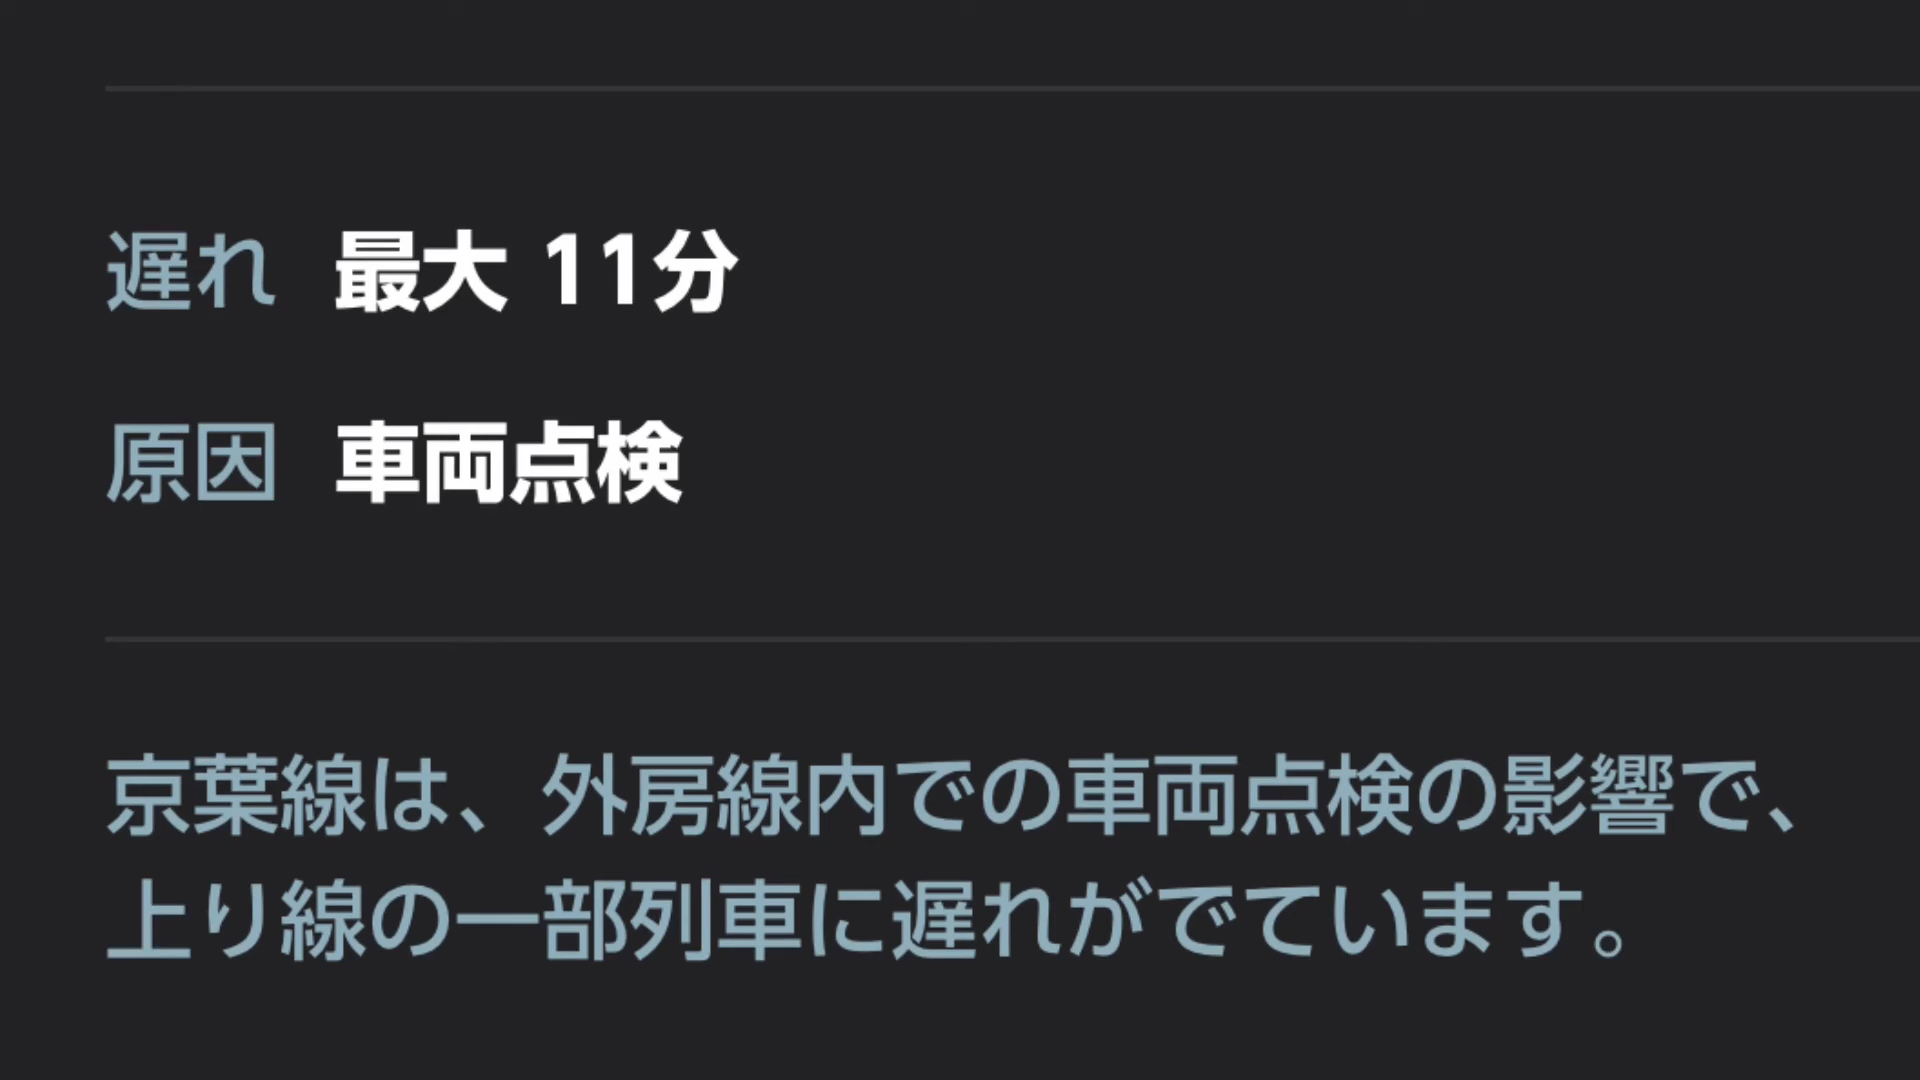 遅れ 最大 11分
原因 車両点検
京葉線は、外房線内での車両点検の影響で、
上り線の一部列車に遅れがでています。